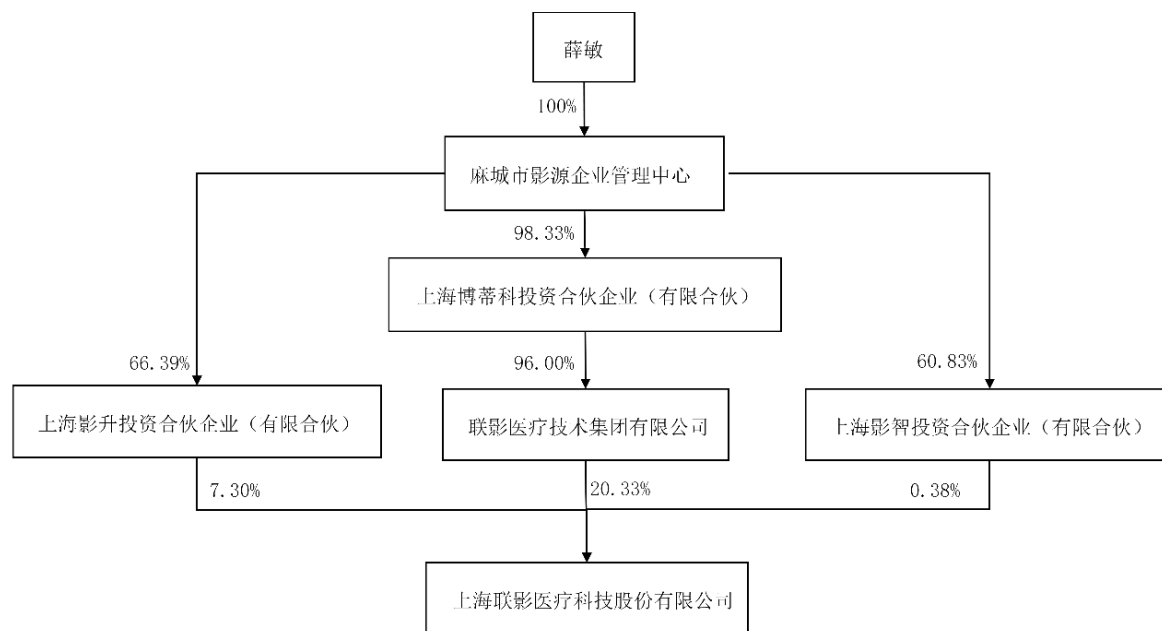 薛敏
100%
麻城市影源企业管理中心
98.33%
上海博蒂科投资合伙企业（有限合伙）
66.39%
96.00%
60.83%
上海影升投资合伙企业（有限合伙）
联影医疗技术集团有限公司
上海影智投资合伙企业（有限合伙）
7.30%
20.33%
0.38%
上海联影医疗科技股份有限公司